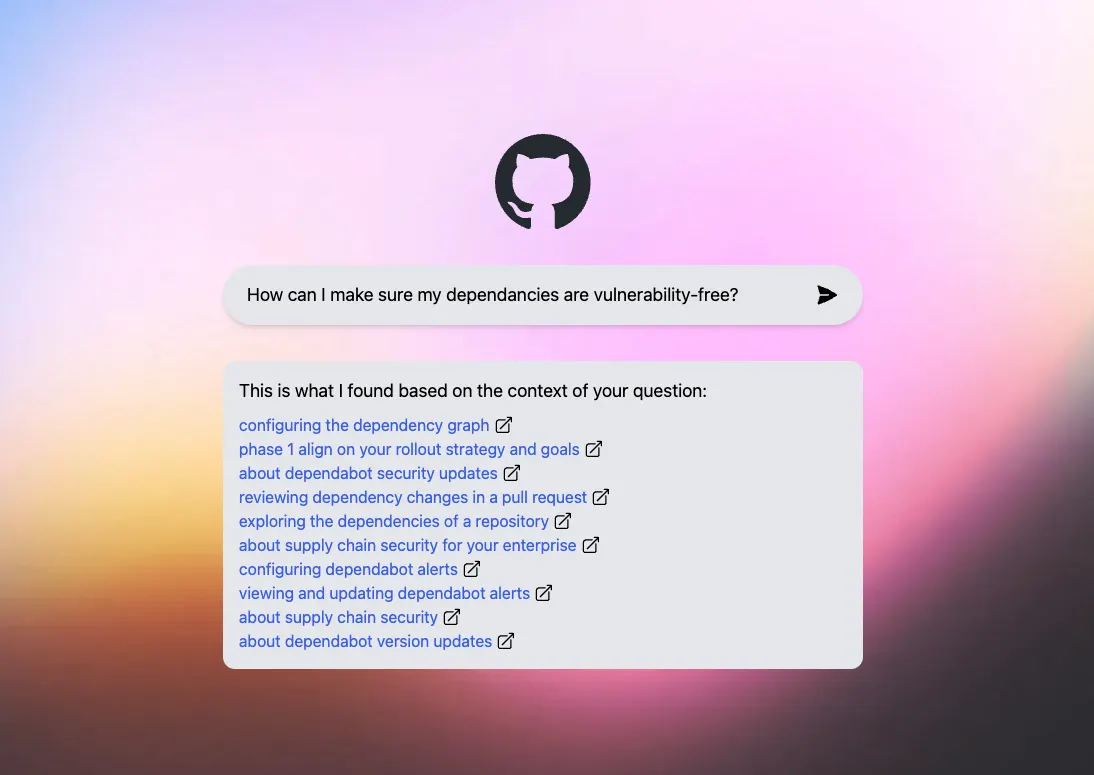 How can I make sure my dependancies are vulnerability-free?
This is what I found based on the context of your question:
configuring the dependency graph
phase 1 align on your rollout strategy and goals
about dependabot security updates
reviewing dependency changes in a pull request
exploring the dependencies of a repository
about supply chain security for your enterprise
configuring dependabot alerts
viewing and updating dependabot alerts
about supply chain security
about dependabot version updates